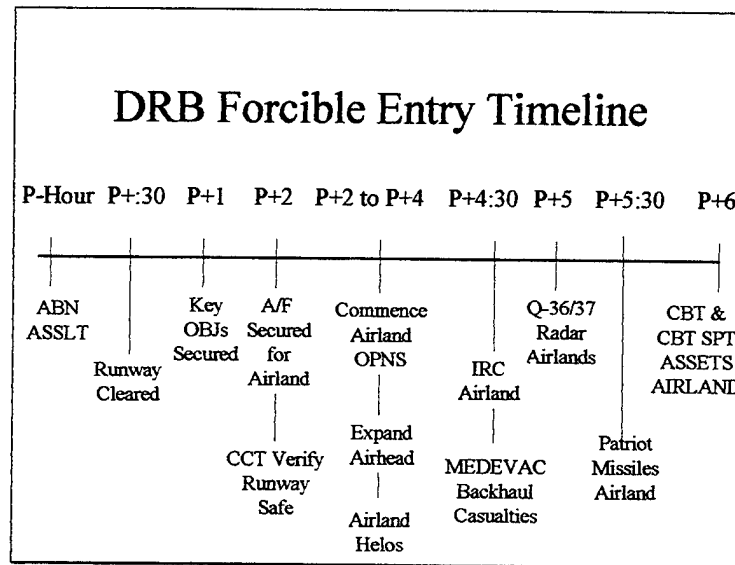 DRB Forcible Entry Timeline
P-Hour P+:30 P+1 P+2 P+2 to P+4 P+4:30 P+5 P+5:30 P+6
ABN
ASSLT
Runway
Cleared
Key
OBJs
Secured
A/F
Secured
for
Airland
CCT Verify
Runway
Safe
Commence
Airland
OPNS
Expand
Airhead
Airland
Helos
IRC
Airland
MEDEVAC
Backhaul
Casualties
Q-36/37
Radar
Airlands
Patriot
Missiles
Airland
CBT &
CBT SPT
ASSETS
AIRLAND